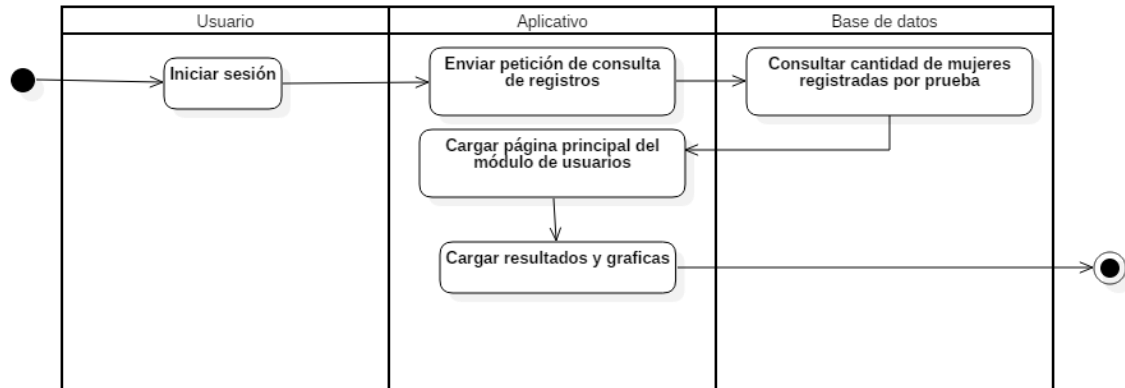 Usuario
Aplicativo
Base de datos
Iniciar sesión
Enviar petición de consulta
de registros
Consultar cantidad de mujeres
registradas por prueba
Cargar página principal del
módulo de usuarios
Cargar resultados y graficas